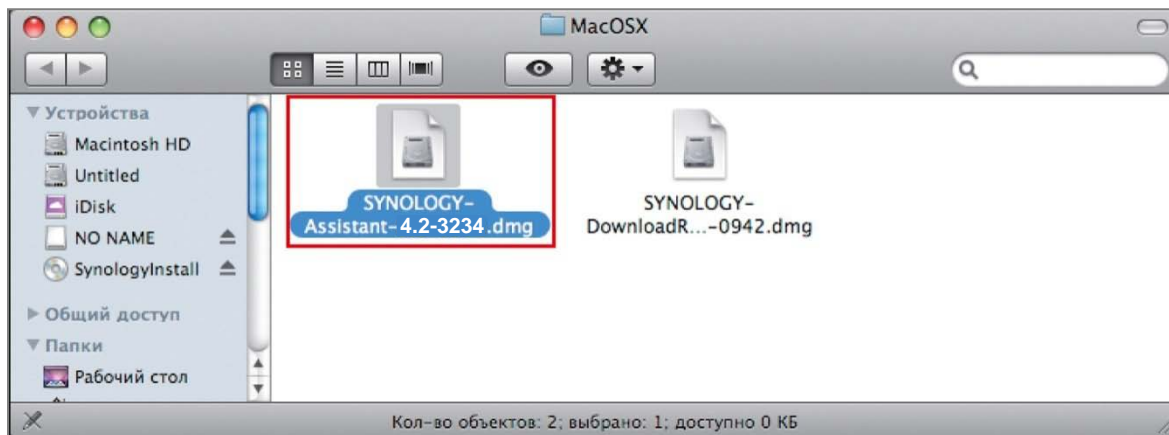 MacOSX
Устройства
Macintosh HD
Untitled
iDisk
NO NAME
SynologyInstall
Общий доступ
Папки
Рабочий стол
SYNOLOGY-
Assistant-4.2-3234.dmg
SYNOLOGY-
DownloadR...-0942.dmg
Кол-во объектов: 2; выбрано: 1; доступно 0 КБ